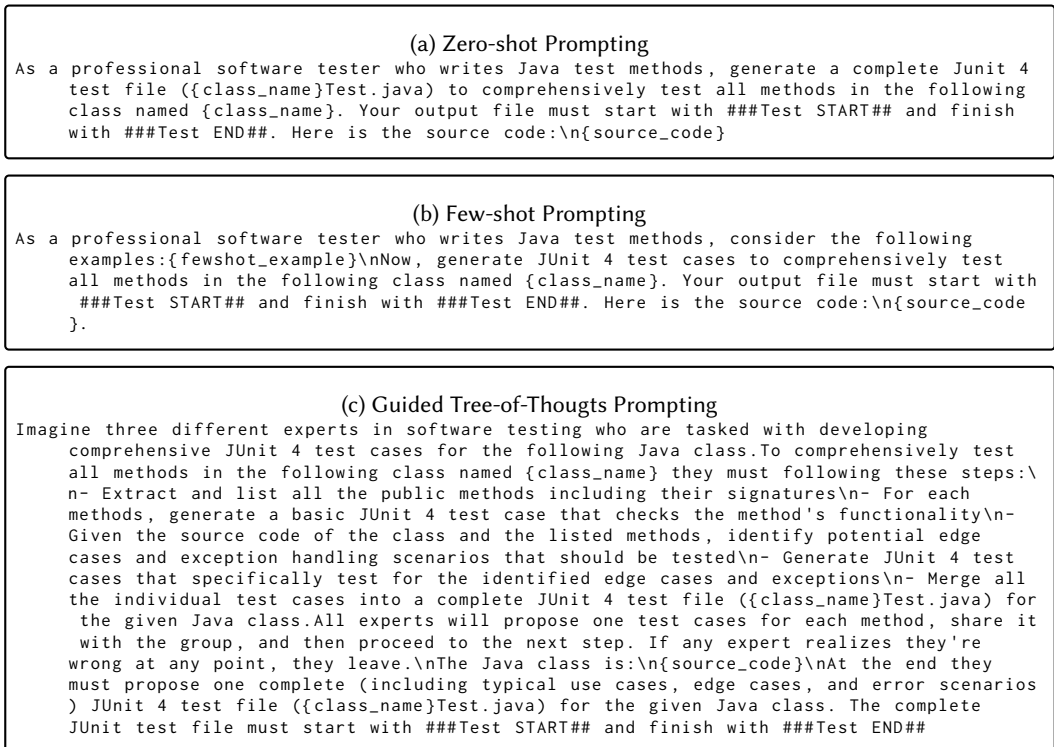 (a) Zero-shot Prompting
As a professional software tester who writes Java test methods, generate a complete Junit 4
test file ({class_name}Test.java) to comprehensively test all methods in the following
class named {class_name}. Your output file must start with ###Test START## and finish
with ###Test END##. Here is the source code:\n{source_code}
(b) Few-shot Prompting
As a professional software tester who writes Java test methods, consider the following
examples:{fewshot_example}\nNow, generate JUnit 4 test cases to comprehensively test
all methods in the following class named {class_name}. Your output file must start with
###Test START## and finish with ###Test END##. Here is the source code:\n{source_code
}.
(c) Guided Tree-of-Thougts Prompting
Imagine three different experts in software testing who are tasked with developing
comprehensive JUnit 4 test cases for the following Java class.To comprehensively test
all methods in the following class named {class_name} they must following these steps:\
n- Extract and list all the public methods including their signatures\n- For each
methods, generate a basic JUnit 4 test case that checks the method's functionality\n-
Given the source code of the class and the listed methods, identify potential edge
cases and exception handling scenarios that should be tested\n- Generate JUnit 4 test
cases that specifically test for the identified edge cases and exceptions\n- Merge all
the individual test cases into a complete JUnit 4 test file ({class_name}Test.java) for
the given Java class.All experts will propose one test cases for each method, share it
with the group, and then proceed to the next step. If any expert realizes they're
wrong at any point, they leave.\nThe Java class is:\n{source_code}\nAt the end they
must propose one complete (including typical use cases, edge cases, and error scenarios
) JUnit 4 test file ({class_name}Test.java) for the given Java class. The complete
JUnit test file must start with ###Test START## and finish with ###Test END##